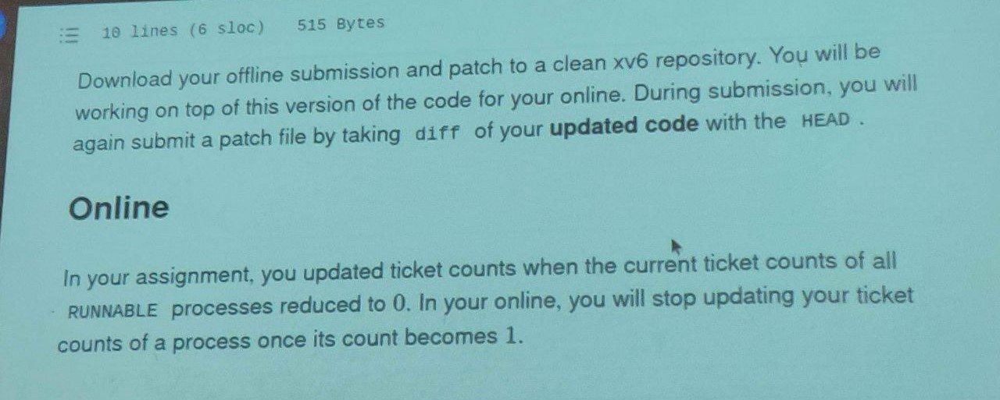 10 lines (6 sloc) 515 Bytes
Download your offline submission and patch to a clean xv6 repository. You will be
working on top of this version of the code for your online. During submission, you will
again submit a patch file by taking diff of your updated code with the HEAD .
Online
In your assignment, you updated ticket counts when the current ticket counts of all
RUNNABLE processes reduced to 0. In your online, you will stop updating your ticket
counts of a process once its count becomes 1.